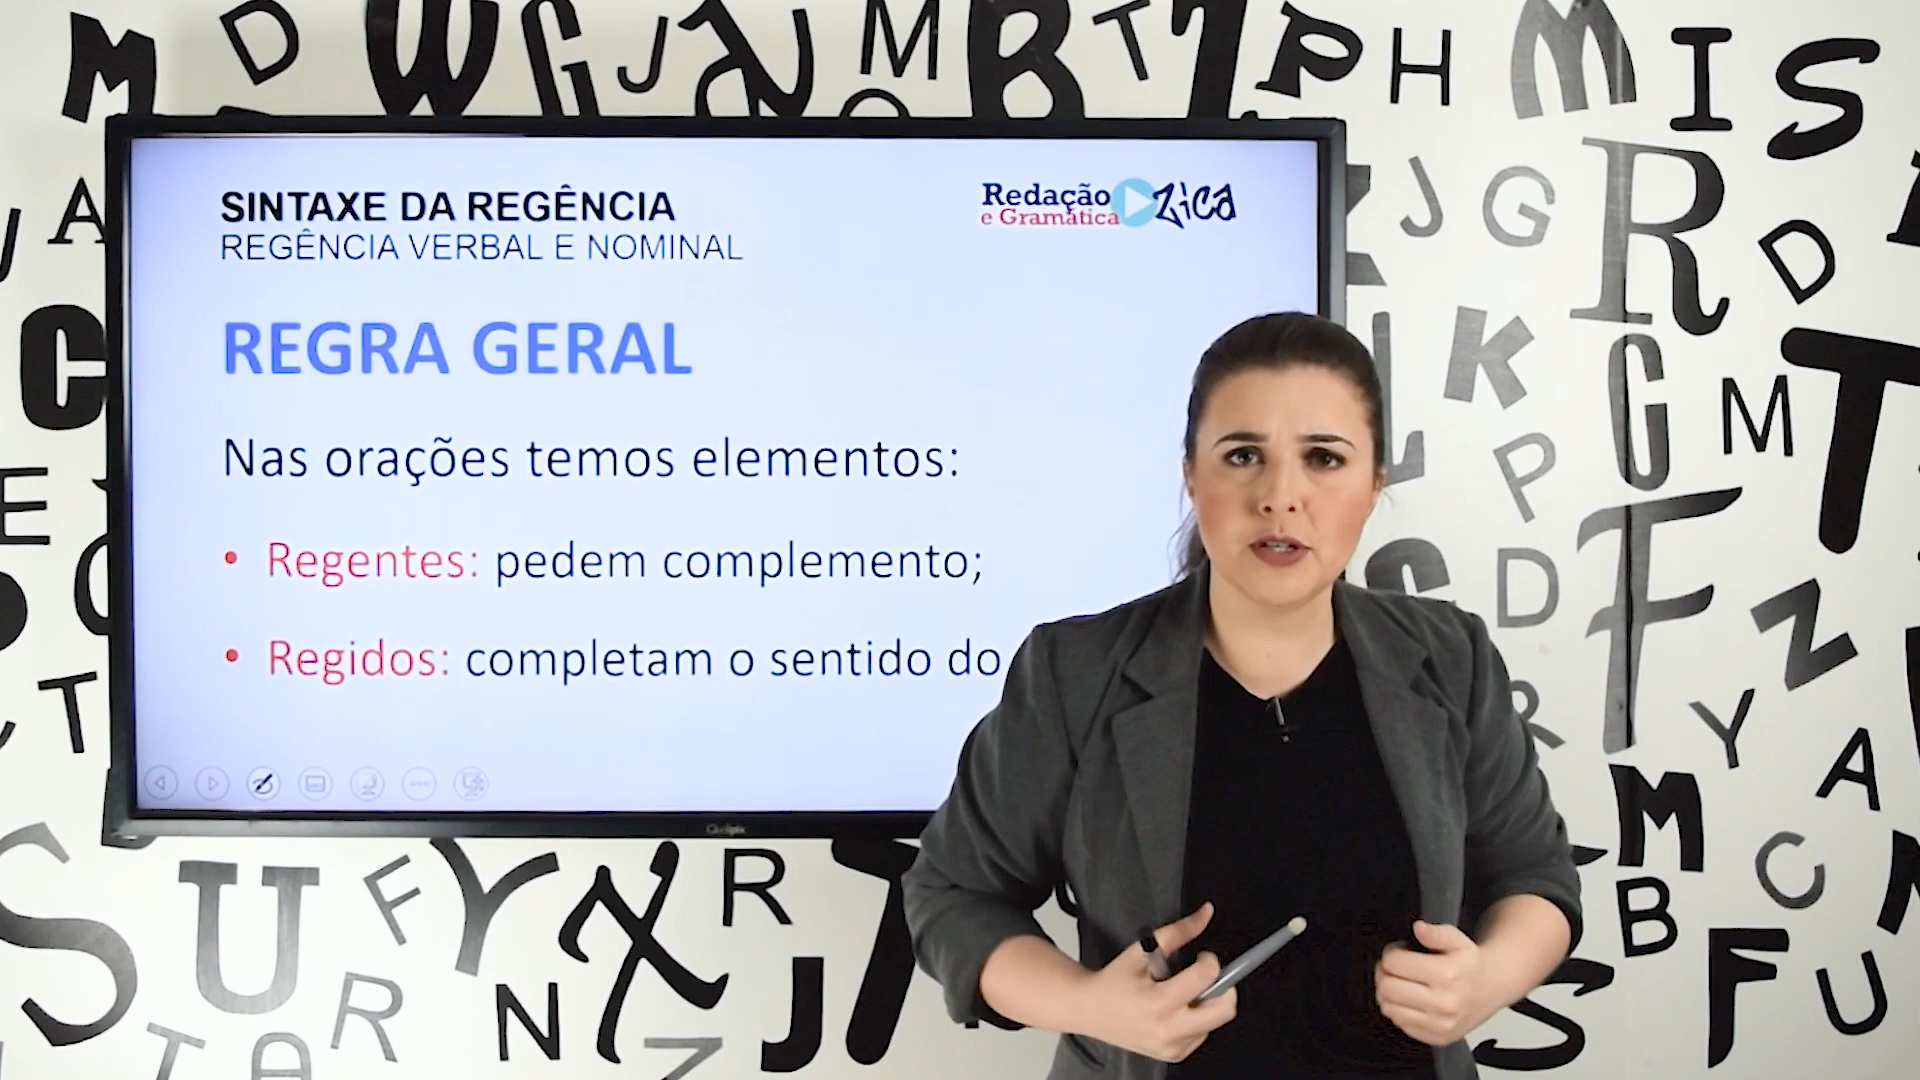 SINTAXE DA REGÊNCIA
REGÊNCIA VERBAL E NOMINAL
Redação
e Gramática
zica
REGRA GERAL
Nas orações temos elementos:
• Regentes: pedem complemento;
• Regidos: completam o sentido do